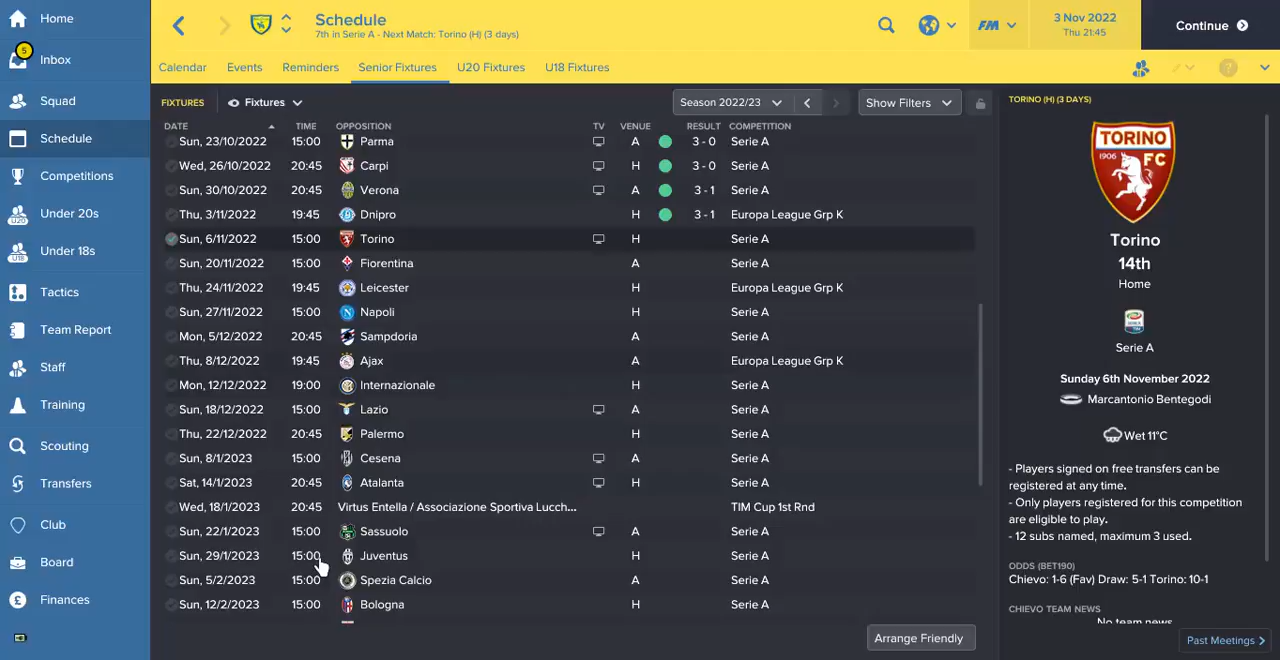 Home
5
Inbox
Squad
Schedule
Competitions
Under 20s
Under 18s
Tactics
Team Report
Staff
Training
Scouting
Transfers
Club
Board
Finances
Schedule
7th in Serie A - Next Match: Torino (H) (3 days)
FM
3 Nov 2022
Thu 21:45
Continue
Calendar Events Reminders Senior Fixtures U20 Fixtures U18 Fixtures
FIXTURES Fixtures Season 2022/23 Show Filters
DATE TIME OPPOSITION TV VENUE RESULT COMPETITION
Sun, 23/10/2022 15:00 Parma A 3 - 0 Serie A
Wed, 26/10/2022 20:45 Carpi H 3 - 0 Serie A
Sun, 30/10/2022 20:45 Verona A 3 - 1 Serie A
Thu, 3/11/2022 19:45 Dnipro H 3 - 1 Europa League Grp K
Sun, 6/11/2022 15:00 Torino H Serie A
Sun, 20/11/2022 15:00 Fiorentina A Serie A
Thu, 24/11/2022 19:45 Leicester H Europa League Grp K
Sun, 27/11/2022 15:00 Napoli H Serie A
Mon, 5/12/2022 20:45 Sampdoria A Serie A
Thu, 8/12/2022 19:45 Ajax A Europa League Grp K
Mon, 12/12/2022 19:00 Internazionale H Serie A
Sun, 18/12/2022 15:00 Lazio A Serie A
Thu, 22/12/2022 20:45 Palermo H Serie A
Sun, 8/1/2023 15:00 Cesena A Serie A
Sat, 14/1/2023 20:45 Atalanta H Serie A
Wed, 18/1/2023 20:45 Virtus Entella / Associazione Sportiva Lucch... TIM Cup 1st Rnd
Sun, 22/1/2023 15:00 Sassuolo A Serie A
Sun, 29/1/2023 15:00 Juventus H Serie A
Sun, 5/2/2023 15:00 Spezia Calcio A Serie A
Sun, 12/2/2023 15:00 Bologna H Serie A
Arrange Friendly
TORINO (H) (3 DAYS)
TORINO
1906 FC
Torino
14th
Home
Serie A
Sunday 6th November 2022
Marcantonio Bentegodi
Wet 11°C
- Players signed on free transfers can be
registered at any time.
- Only players registered for this competition
are eligible to play.
- 12 subs named, maximum 3 used.
ODDS (BET190)
Chievo: 1-6 (Fav) Draw: 5-1 Torino: 10-1
CHIEVO TEAM NEWS
No team news
Past Meetings